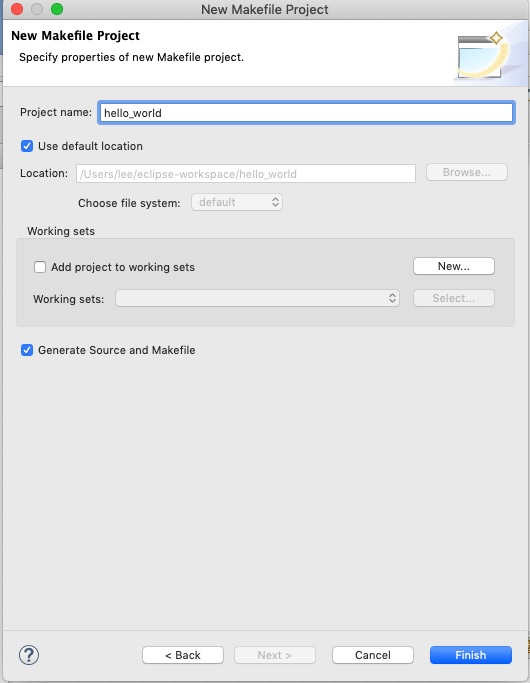 New Makefile Project
New Makefile Project
Specify properties of new Makefile project.
Project name: hello_world
Use default location
Location: /Users/lee/eclipse-workspace/hello_world Browse...
Choose file system: default
Working sets
Add project to working sets New...
Working sets: Select...
Generate Source and Makefile
? < Back Next > Cancel Finish